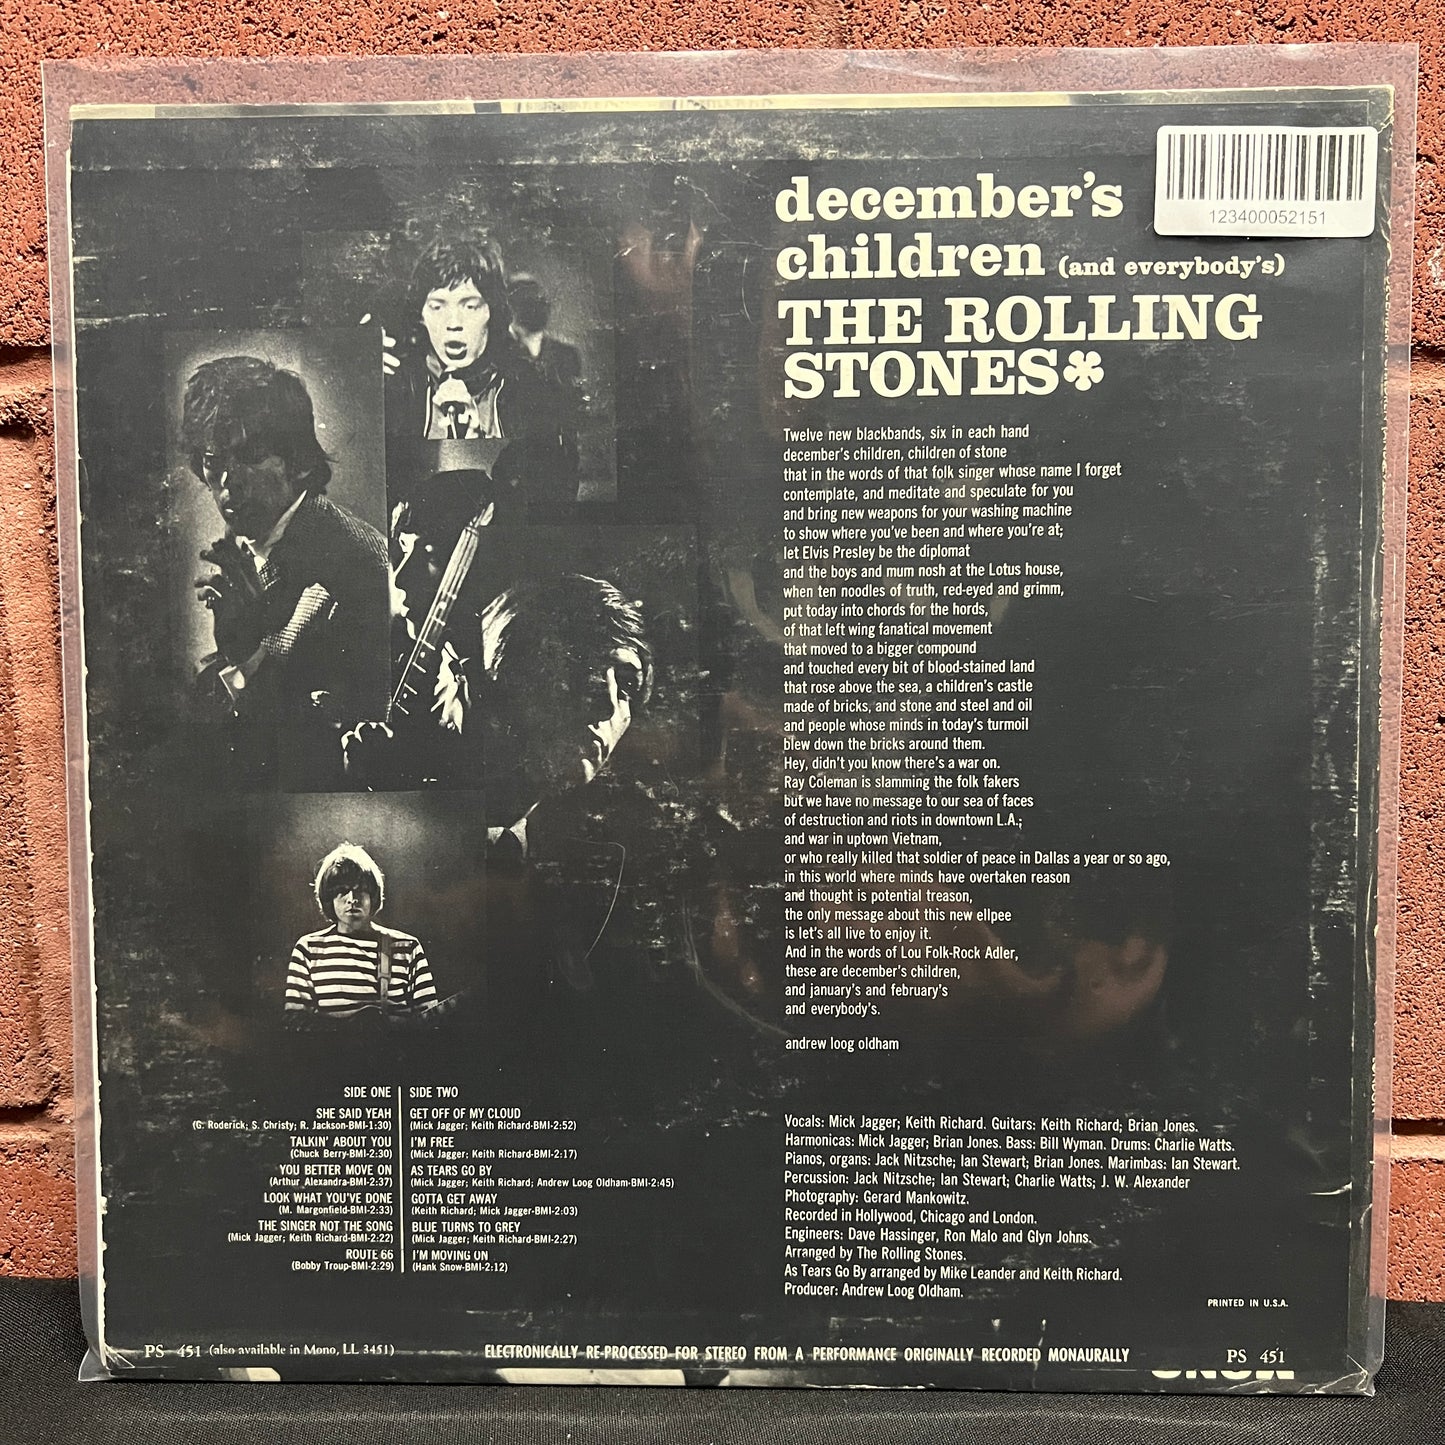 123400052151
december's
children (and everybody's)
THE ROLLING
STONES
Twelve new blackbands, six in each hand
december's children, children of stone
that in the words of that folk singer whose name I forget
contemplate, and meditate and speculate for you
and bring new weapons for your washing machine
to show where you've been and where you're at;
let Elvis Presley be the diplomat
and the boys and mum nosh at the Lotus house,
when ten noodles of truth, red-eyed and grimm,
put today into chords for the hords,
of that left wing fanatical movement
that moved to a bigger compound
and touched every bit of blood-stained land
that rose above the sea, a children's castle
made of bricks, and stone and steel and oil
and people whose minds in today's turmoil
blew down the bricks around them.
Hey, didn't you know there's a war on.
Ray Coleman is slamming the folk fakers
but we have no message to our sea of faces
of destruction and riots in downtown L.A.;
and war in uptown Vietnam,
or who really killed that soldier of peace in Dallas a year or so ago,
in this world where minds have overtaken reason
and thought is potential treason,
the only message about this new ellpee
is let's all live to enjoy it.
And in the words of Lou Folk-Rock Adler,
these are december's children,
and january's and february's
and everybody's.
andrew loog oldham
SIDE ONE
SHE SAID YEAH
(G. Roderick; S. Christy; R. Jackson-BMI-1:30)
TALKIN' ABOUT YOU
(Chuck Berry-BMI-2:30)
YOU BETTER MOVE ON
(Arthur Alexandra-BMI-2:37)
LOOK WHAT YOU'VE DONE
(M. Margonfield-BMI-2:33)
THE SINGER NOT THE SONG
(Mick Jagger; Keith Richard-BMI-2:22)
ROUTE 66
(Bobby Troup-BMI-2:29)
SIDE TWO
GET OFF OF MY CLOUD
(Mick Jagger; Keith Richard-BMI-2:52)
I'M FREE
(Mick Jagger; Keith Richard-BMI-2:17)
AS TEARS GO BY
(Mick Jagger; Keith Richard; Andrew Loog Oldham-BMI-2:45)
GOTTA GET AWAY
(Keith Richard; Mick Jagger-BMI-2:03)
BLUE TURNS TO GREY
(Mick Jagger; Keith Richard-BMI-2:27)
I'M MOVING ON
(Hank Snow-BMI-2:12)
Vocals: Mick Jagger; Keith Richard. Guitars: Keith Richard; Brian Jones.
Harmonicas: Mick Jagger; Brian Jones. Bass: Bill Wyman. Drums: Charlie Watts.
Pianos, organs: Jack Nitzsche; Ian Stewart; Brian Jones. Marimbas: Ian Stewart.
Percussion: Jack Nitzsche; Ian Stewart; Charlie Watts; J. W. Alexander
Photography: Gerard Mankowitz.
Recorded in Hollywood, Chicago and London.
Engineers: Dave Hassinger, Ron Malo and Glyn Johns.
Arranged by The Rolling Stones.
As Tears Go By arranged by Mike Leander and Keith Richard.
Producer: Andrew Loog Oldham.
PRINTED IN U.S.A.
PS 451 (also available in Mono, LL 3451)
ELECTRONICALLY RE-PROCESSED FOR STEREO FROM A PERFORMANCE ORIGINALLY RECORDED MONAURALLY
PS 451